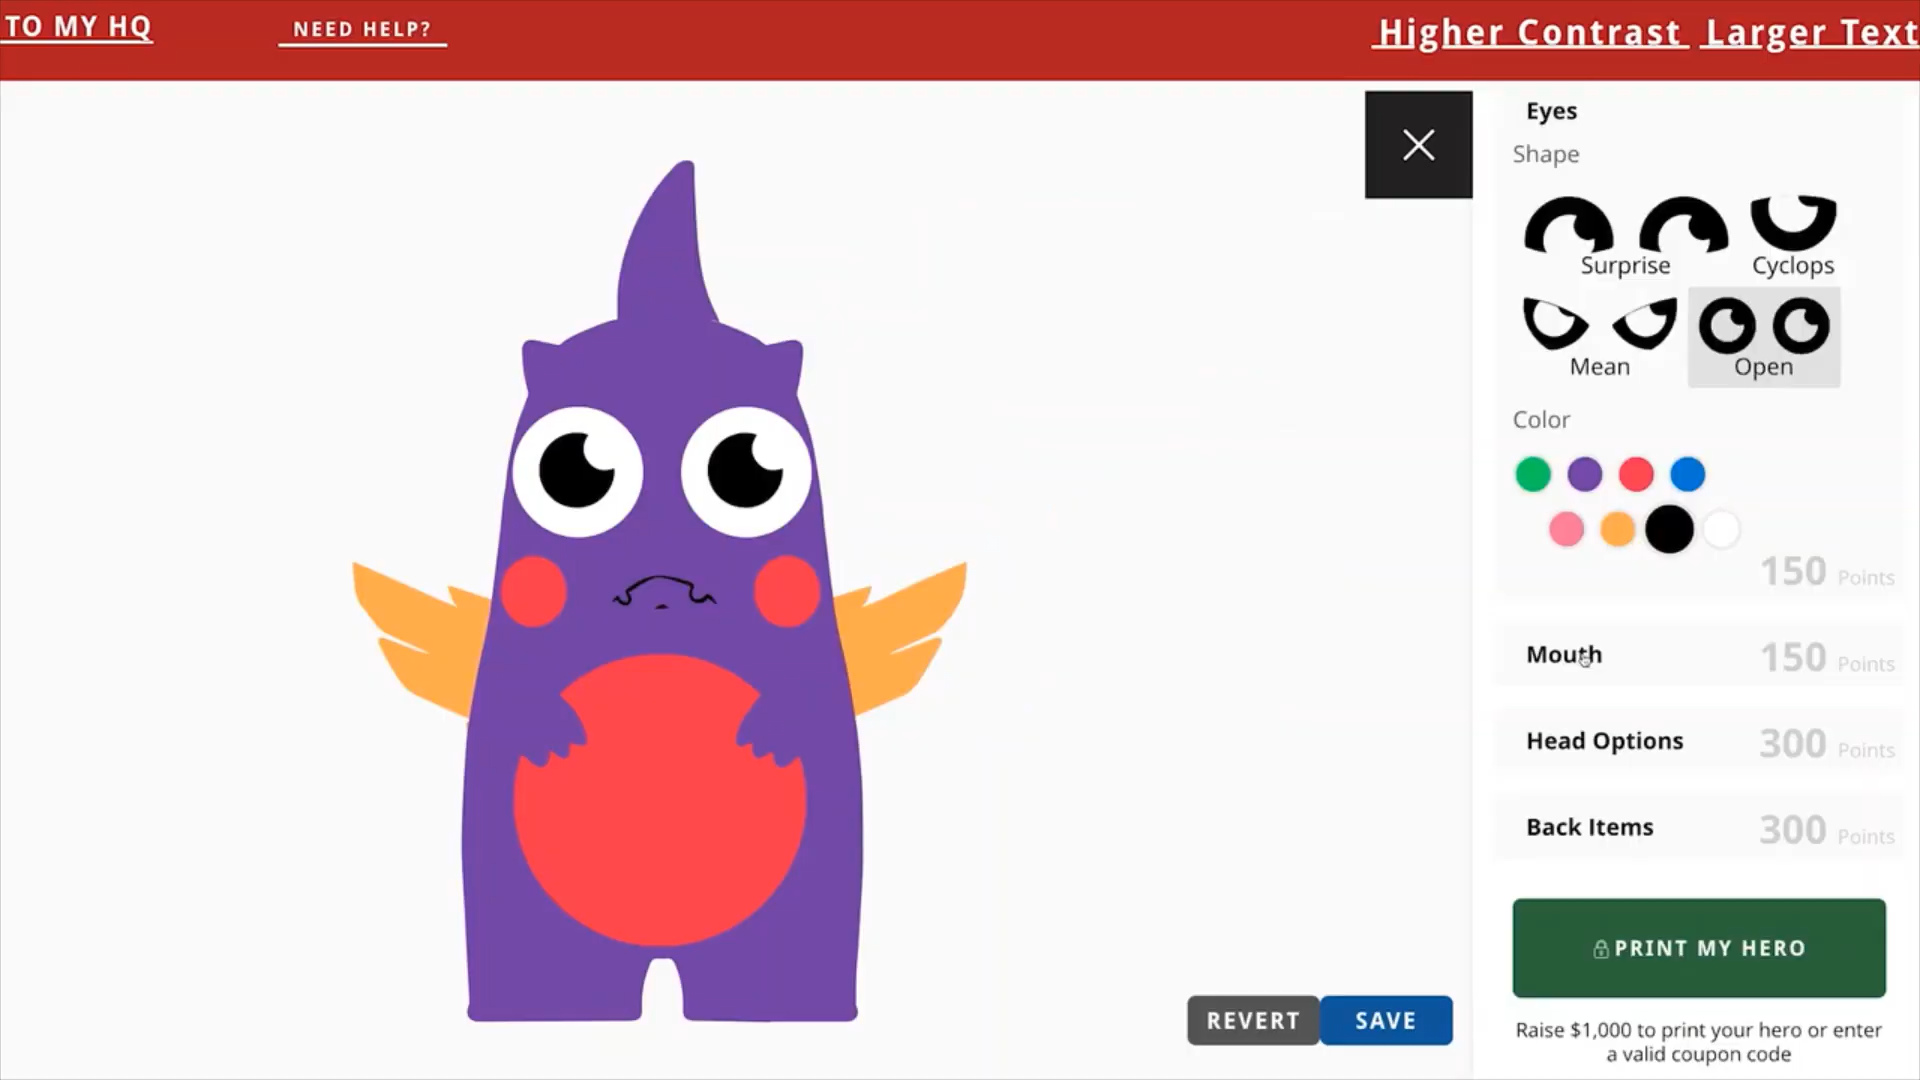 TO MY HQ
NEED HELP?
Higher Contrast
Larger Text
Eyes
Shape
Surprise
Cyclops
Mean
Open
Color
150 Points
Mouth
150 Points
Head Options
300 Points
Back Items
300 Points
PRINT MY HERO
REVERT
SAVE
Raise $1,000 to print your hero or enter
a valid coupon code